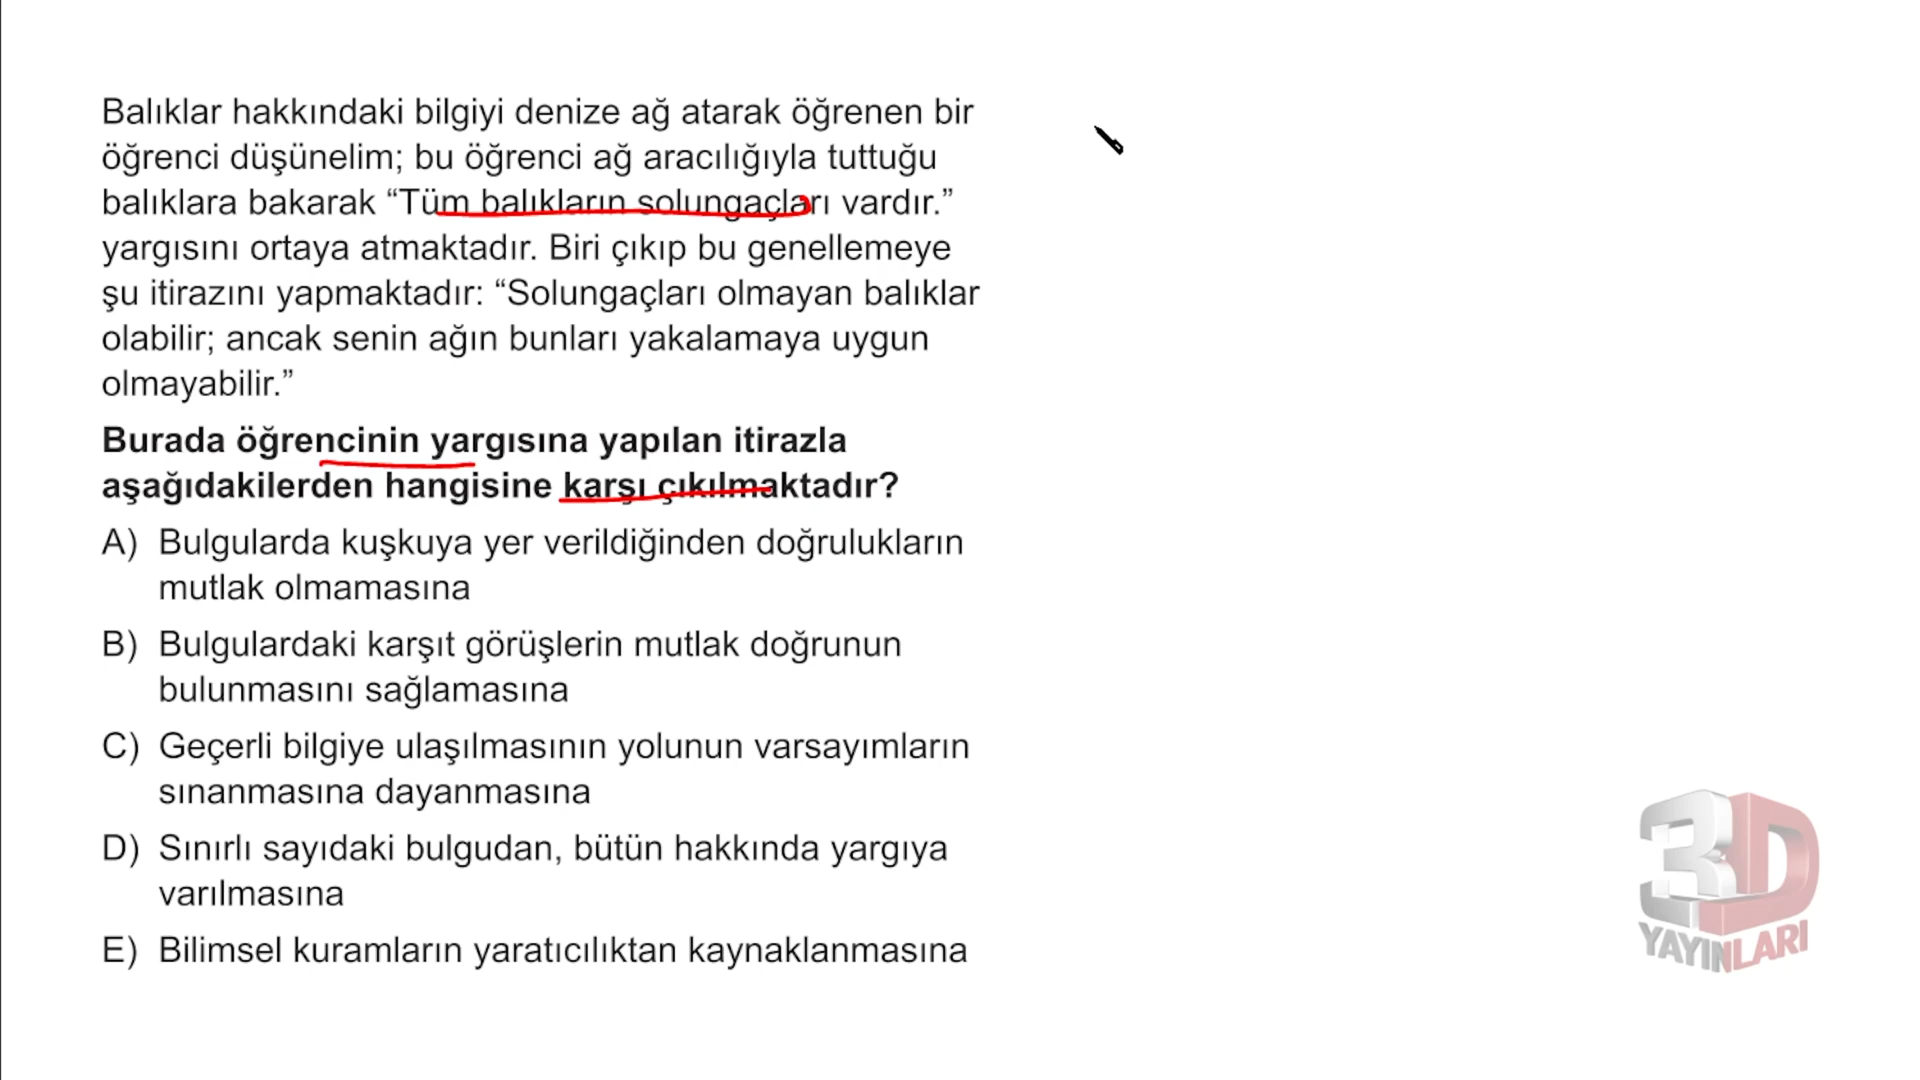 Balıklar hakkındaki bilgiyi denize ağ atarak öğrenen bir
öğrenci düşünelim; bu öğrenci ağ aracılığıyla tuttuğu
balıklara bakarak “Tüm balıkların solungaçları vardır.”
yargısını ortaya atmaktadır. Biri çıkıp bu genellemeye
şu itirazını yapmaktadır: “Solungaçları olmayan balıklar
olabilir; ancak senin ağın bunları yakalamaya uygun
olmayabilir.”
Burada öğrencinin yargısına yapılan itirazla
aşağıdakilerden hangisine karşı çıkılmaktadır?
A) Bulgularda kuşkuya yer verildiğinden doğrulukların
mutlak olmamasına
B) Bulgulardaki karşıt görüşlerin mutlak doğrunun
bulunmasını sağlamasına
C) Geçerli bilgiye ulaşılmasının yolunun varsayımların
sınanmasına dayanmasına
D) Sınırlı sayıdaki bulgudan, bütün hakkında yargıya
varılmasına
E) Bilimsel kuramların yaratıcılıktan kaynaklanmasına
3D
YAYINLARI